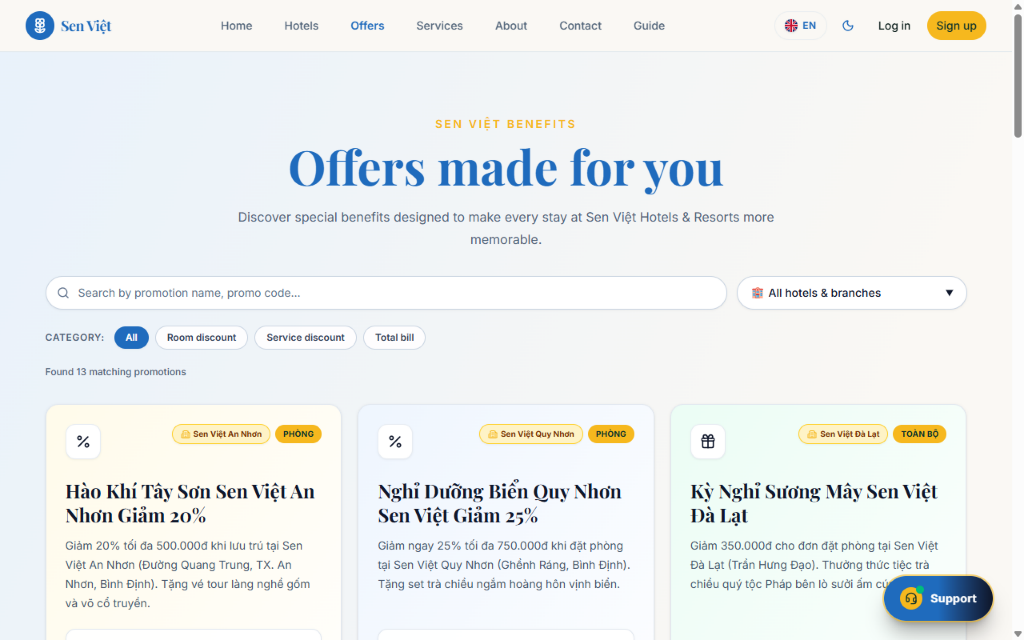 Sen Việt
Home
Hotels
Offers
Services
About
Contact
Guide
EN
Log in
Sign up
SEN VIỆT BENEFITS
Offers made for you
Discover special benefits designed to make every stay at Sen Việt Hotels & Resorts more
memorable.
Search by promotion name, promo code...
All hotels & branches
CATEGORY:
All
Room discount
Service discount
Total bill
Found 13 matching promotions
Sen Việt An Nhơn
PHÒNG
Hào Khí Tây Sơn Sen Việt An
Nhơn Giảm 20%
Giảm 20% tối đa 500.000đ khi lưu trú tại Sen
Việt An Nhơn (Đường Quang Trung, TX. An
Nhơn, Bình Định). Tặng vé tour làng nghề gốm
và võ cổ truyền.
Sen Việt Quy Nhơn
PHÒNG
Nghỉ Dưỡng Biển Quy Nhơn
Sen Việt Giảm 25%
Giảm ngay 25% tối đa 750.000đ khi đặt phòng
tại Sen Việt Quy Nhơn (Ghềnh Ráng, Bình Định).
Tặng set trà chiều ngắm hoàng hôn vịnh biển.
Sen Việt Đà Lạt
TOÀN BỘ
Kỳ Nghỉ Sương Mây Sen Việt
Đà Lạt
Giảm 350.000đ cho đơn đặt phòng tại Sen Việt
Đà Lạt (Trần Hưng Đạo). Thưởng thức tiệc trà
chiều quý tộc Pháp bên lò sưởi ấm
Support